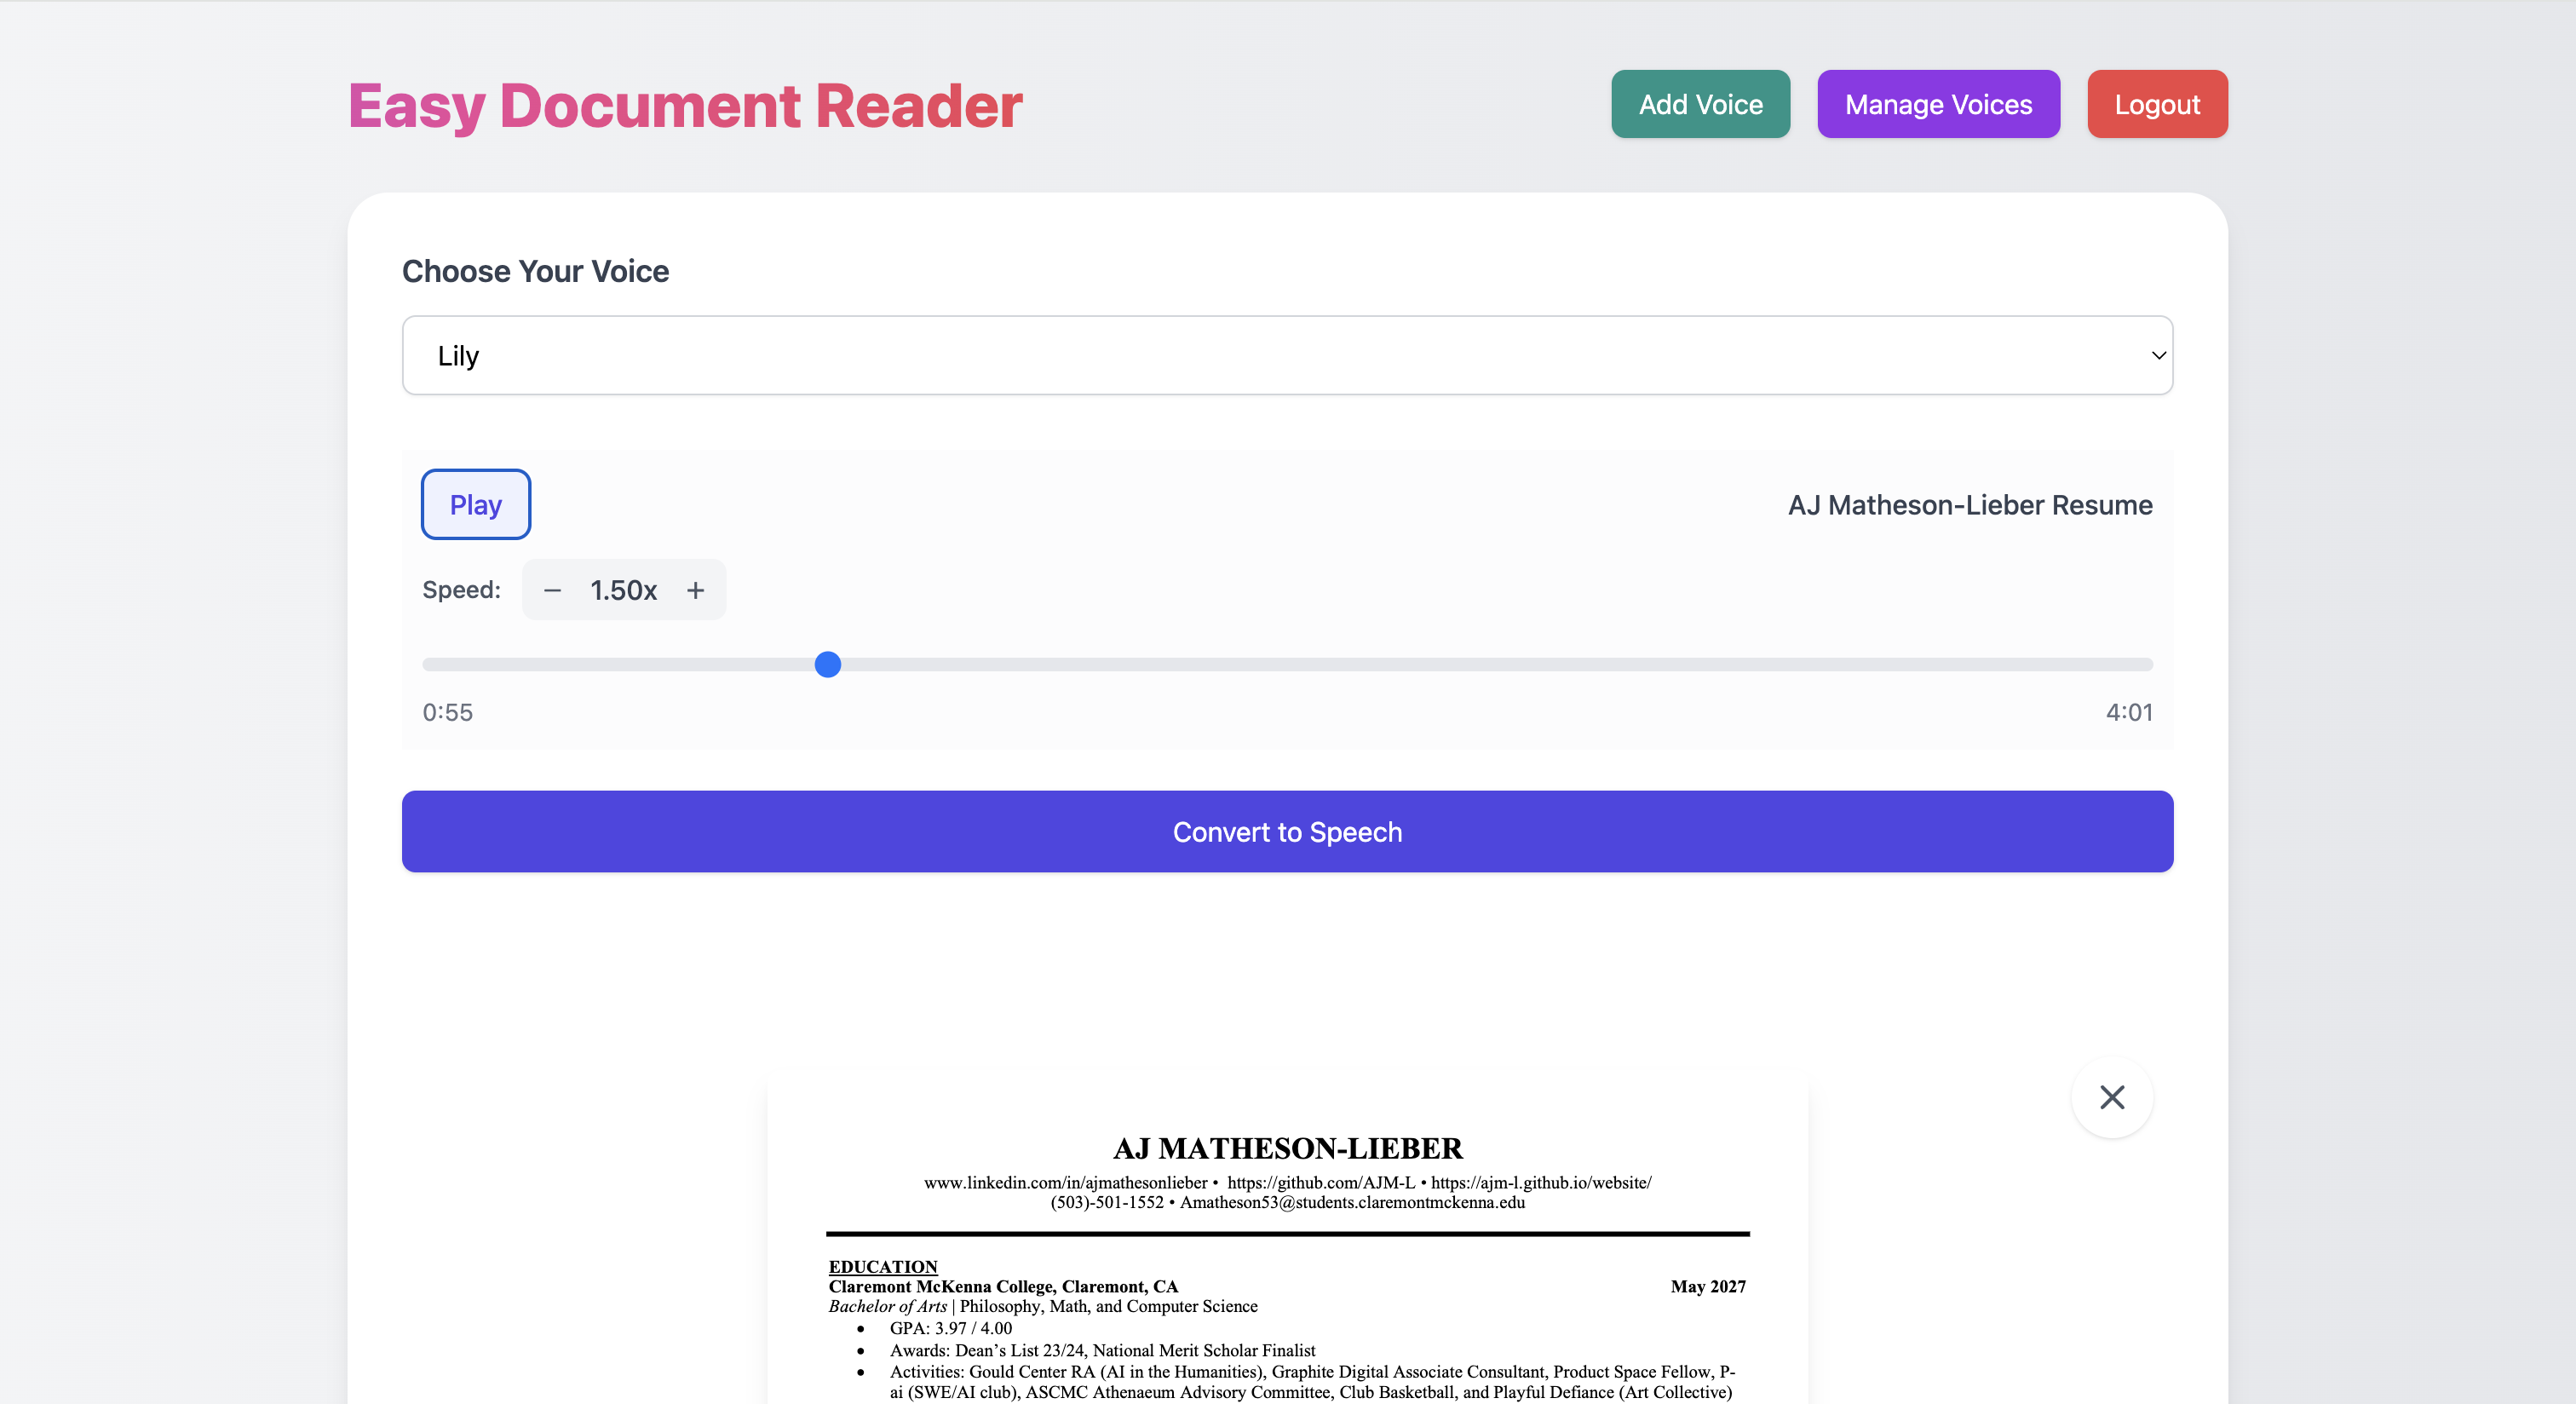 Easy Document Reader
Add Voice
Manage Voices
Logout
Choose Your Voice
Lily
Play
AJ Matheson-Lieber Resume
Speed:
− 1.50x +
0:55
4:01
Convert to Speech
AJ MATHESON-LIEBER
www.linkedin.com/in/ajmathesonlieber • https://github.com/AJM-L • https://ajm-l.github.io/website/
(503)-501-1552 • Amatheson53@students.claremontmckenna.edu
EDUCATION
Claremont McKenna College, Claremont, CA May 2027
Bachelor of Arts | Philosophy, Math, and Computer Science
• GPA: 3.97 / 4.00
• Awards: Dean’s List 23/24, National Merit Scholar Finalist
• Activities: Gould Center RA (AI in the Humanities), Graphite Digital Associate Consultant, Product Space Fellow, P-
ai (SWE/AI club), ASCMC Athenaeum Advisory Committee, Club Basketball, and Playful Defiance (Art Collective)